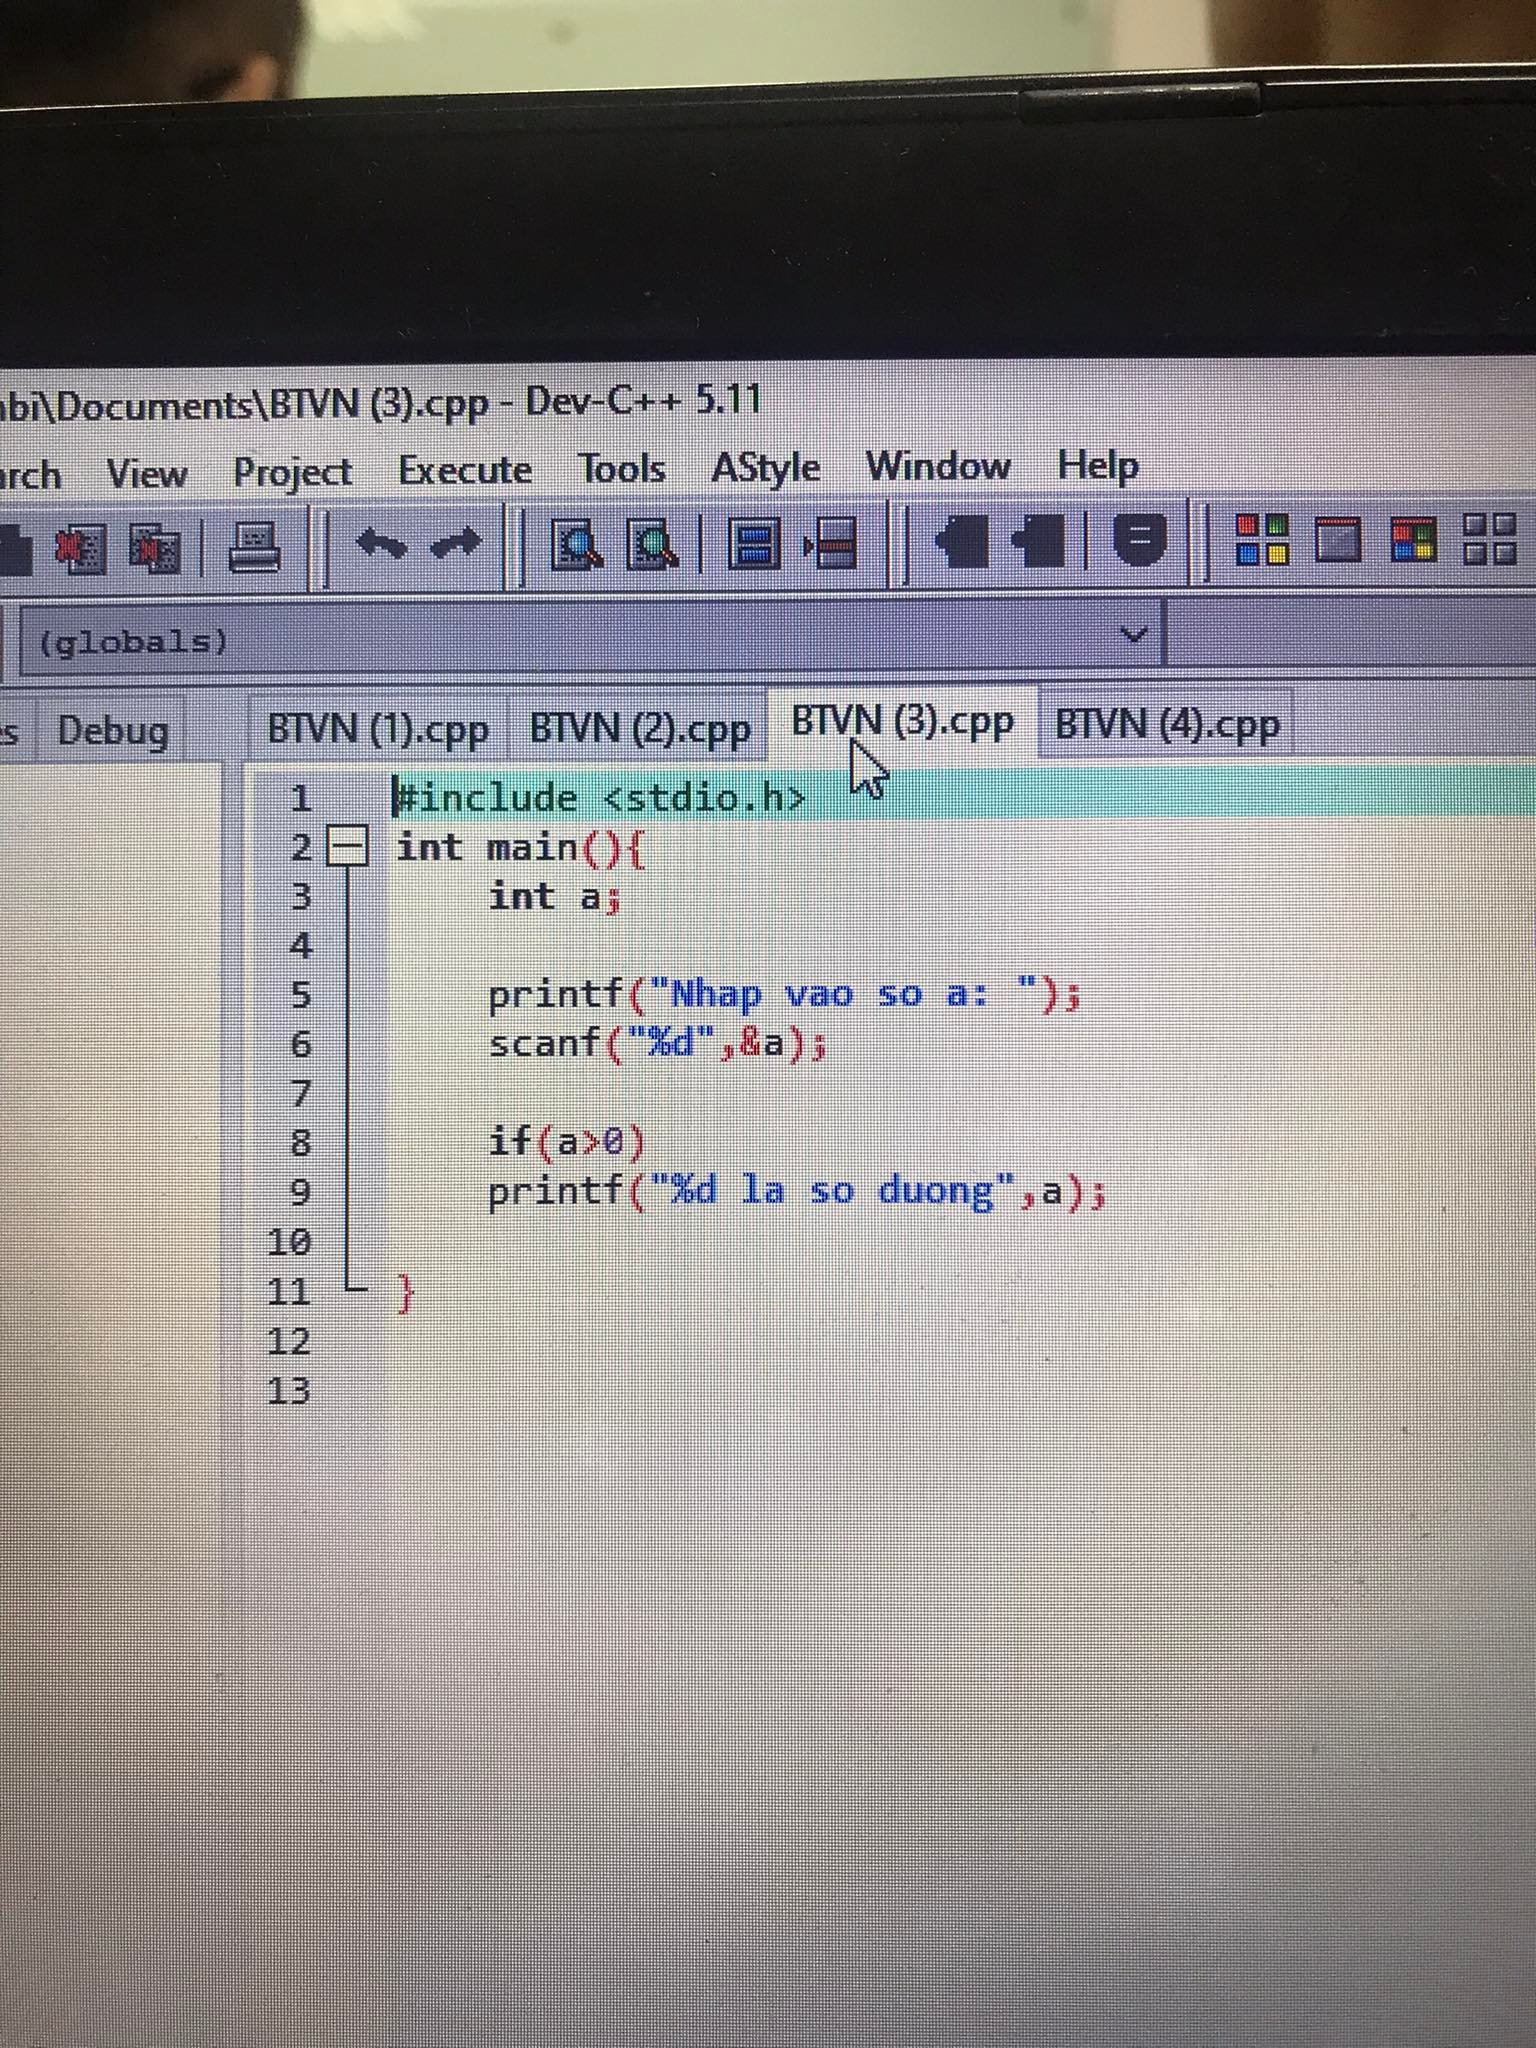 \Documents\BTVN (3).cpp - Dev-C++ 5.11
View Project Execute Tools AStyle Window Help
(globals)
Debug BTVN (1).cpp BTVN (2).cpp BTVN (3).cpp BTVN (4).cpp
1 #include <stdio.h>
2 int main(){
3 int a;
4
5 printf("Nhap vao so a: ");
6 scanf("%d",&a);
7
8 if(a>0)
9 printf("%d la so duong",a);
10
11 }
12
13